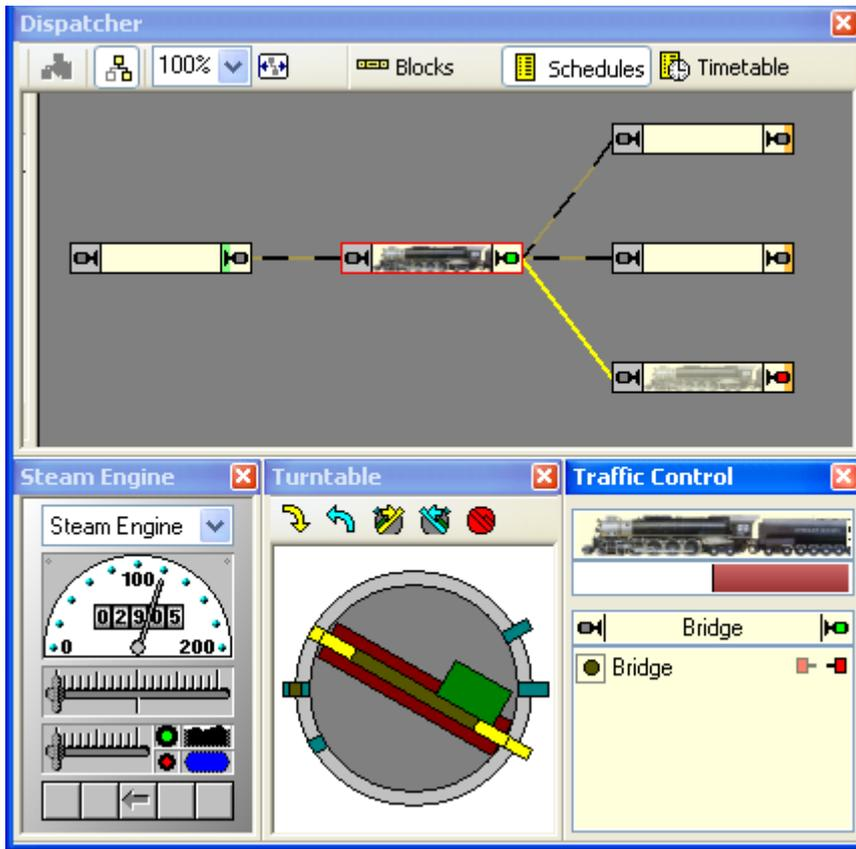 Dispatcher
100% Blocks Schedules Timetable
Steam Engine
Steam Engine
100
02905
0 200
Turntable
Traffic Control
Bridge
Bridge